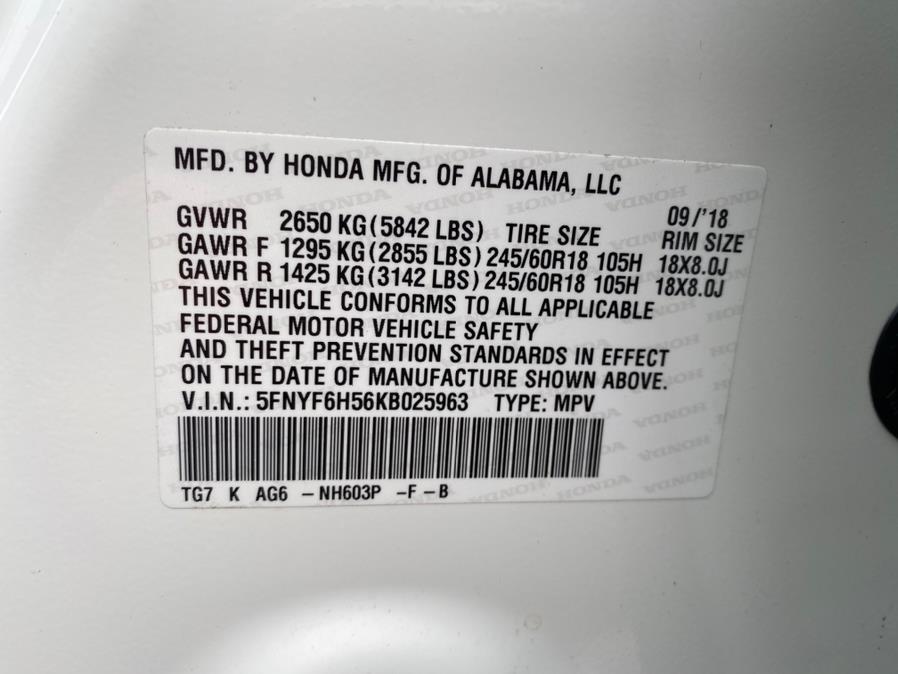 MFD. BY HONDA MFG. OF ALABAMA, LLC
GVWR 2650 KG (5842 LBS) TIRE SIZE 09/'18 RIM SIZE
GAWR F 1295 KG (2855 LBS) 245/60R18 105H 18X8.0J
GAWR R 1425 KG (3142 LBS) 245/60R18 105H 18X8.0J
THIS VEHICLE CONFORMS TO ALL APPLICABLE
FEDERAL MOTOR VEHICLE SAFETY
AND THEFT PREVENTION STANDARDS IN EFFECT
ON THE DATE OF MANUFACTURE SHOWN ABOVE.
V.I.N.: 5FNYF6H56KB025963 TYPE: MPV
TG7 K AG6 -NH603P -F-B